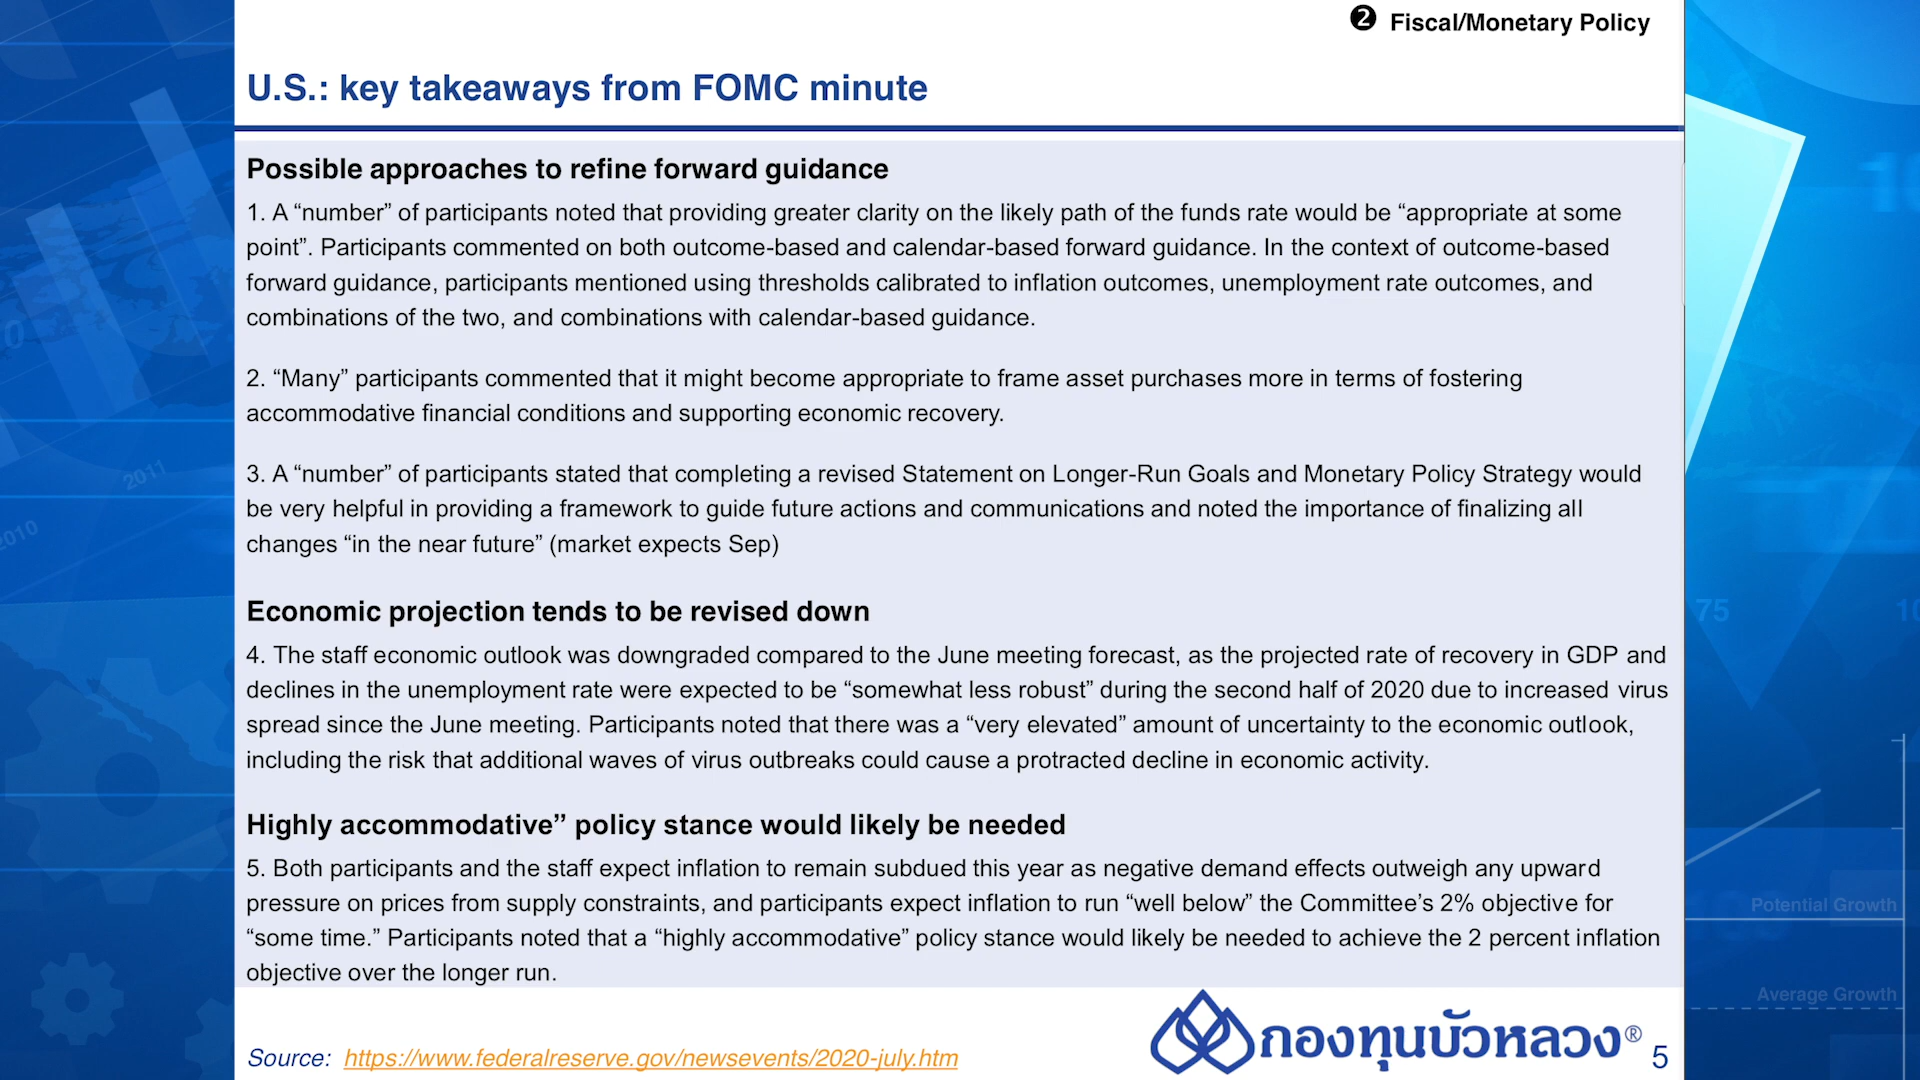 ❷ Fiscal/Monetary Policy
U.S.: key takeaways from FOMC minute
Possible approaches to refine forward guidance
1. A “number” of participants noted that providing greater clarity on the likely path of the funds rate would be “appropriate at some
point”. Participants commented on both outcome-based and calendar-based forward guidance. In the context of outcome-based
forward guidance, participants mentioned using thresholds calibrated to inflation outcomes, unemployment rate outcomes, and
combinations of the two, and combinations with calendar-based guidance.
2. “Many” participants commented that it might become appropriate to frame asset purchases more in terms of fostering
accommodative financial conditions and supporting economic recovery.
3. A “number” of participants stated that completing a revised Statement on Longer-Run Goals and Monetary Policy Strategy would
be very helpful in providing a framework to guide future actions and communications and noted the importance of finalizing all
changes “in the near future” (market expects Sep)
Economic projection tends to be revised down
4. The staff economic outlook was downgraded compared to the June meeting forecast, as the projected rate of recovery in GDP and
declines in the unemployment rate were expected to be “somewhat less robust” during the second half of 2020 due to increased virus
spread since the June meeting. Participants noted that there was a “very elevated” amount of uncertainty to the economic outlook,
including the risk that additional waves of virus outbreaks could cause a protracted decline in economic activity.
Highly accommodative” policy stance would likely be needed
5. Both participants and the staff expect inflation to remain subdued this year as negative demand effects outweigh any upward
pressure on prices from supply constraints, and participants expect inflation to run “well below” the Committee’s 2% objective for
“some time.” Participants noted that a “highly accommodative” policy stance would likely be needed to achieve the 2 percent inflation
objective over the longer run.
Source: https://www.federalreserve.gov/newsevents/2020-july.htm
กองทุนบัวหลวง®
5
2011
2010
75
Potential Growth
Average Growth